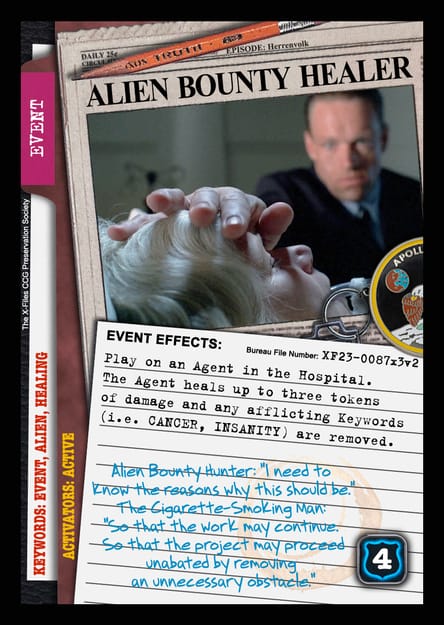 DAILY 25¢
EPISODE: Herrenvolk
ALIEN BOUNTY HEALER
EVENT
The X-Files CCG Preservation Society
KEYWORDS: EVENT, ALIEN, HEALING
ACTIVATORS: ACTIVE
APOLL
EVENT EFFECTS:
Bureau File Number: XF23-0087x3v2
Play on an Agent in the Hospital.
The Agent heals up to three tokens
of damage and any afflicting Keywords
(i.e. CANCER, INSANITY) are removed.
Alien Bounty Hunter: "I need to
know the reasons why this should be."
The Cigarette-Smoking Man:
"So that the work may continue.
So that the project may proceed
unabated by removing
an unnecessary obstacle."
4